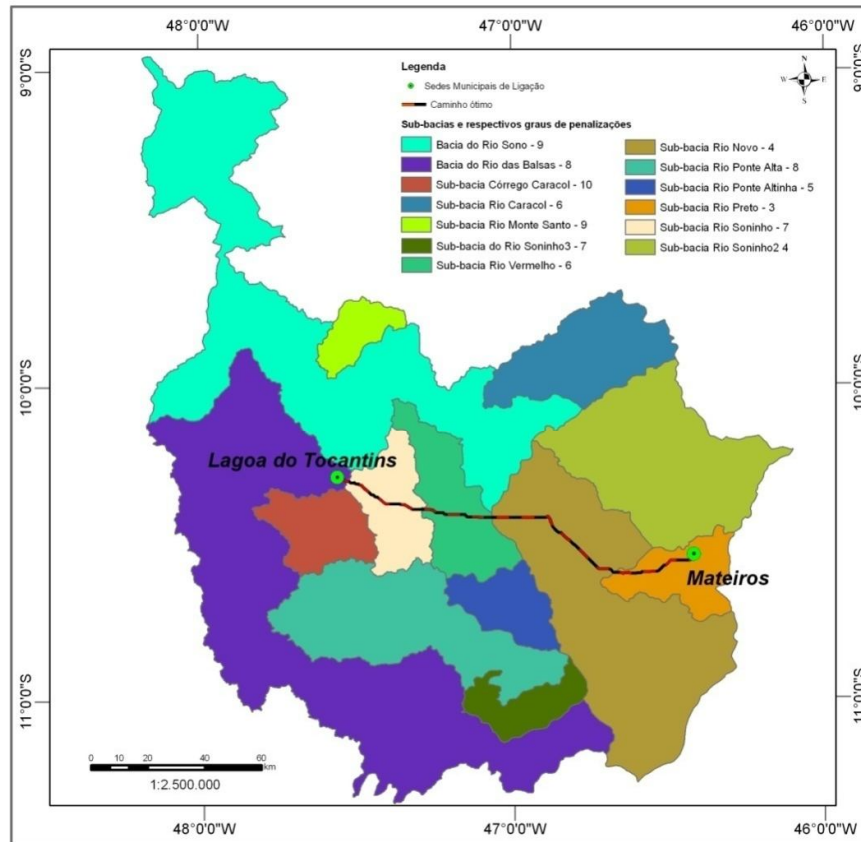 48°0'0"W 47°0'0"W 46°0'0"W
9°0'0"S 9°0'0"S
Legenda
N
W E
S
Sedes Municipais de Ligação
Caminho ótimo
Sub-bacias e respectivos graus de penalizações
Bacia do Rio Sono - 9
Bacia do Rio das Balsas - 8
Sub-bacia Córrego Caracol - 10
Sub-bacia Rio Caracol - 6
Sub-bacia Rio Monte Santo - 9
Sub-bacia do Rio Soninho3 - 7
Sub-bacia Rio Vermelho - 6
Sub-bacia Rio Novo - 4
Sub-bacia Rio Ponte Alta - 8
Sub-bacia Rio Ponte Altinha - 5
Sub-bacia Rio Preto - 3
Sub-bacia Rio Soninho - 7
Sub-bacia Rio Soninho2 4
10°0'0"S 10°0'0"S
Lagoa do Tocantins
Mateiros
11°0'0"S 11°0'0"S
0 10 20 40 60
km
1:2.500.000
48°0'0"W 47°0'0"W 46°0'0"W